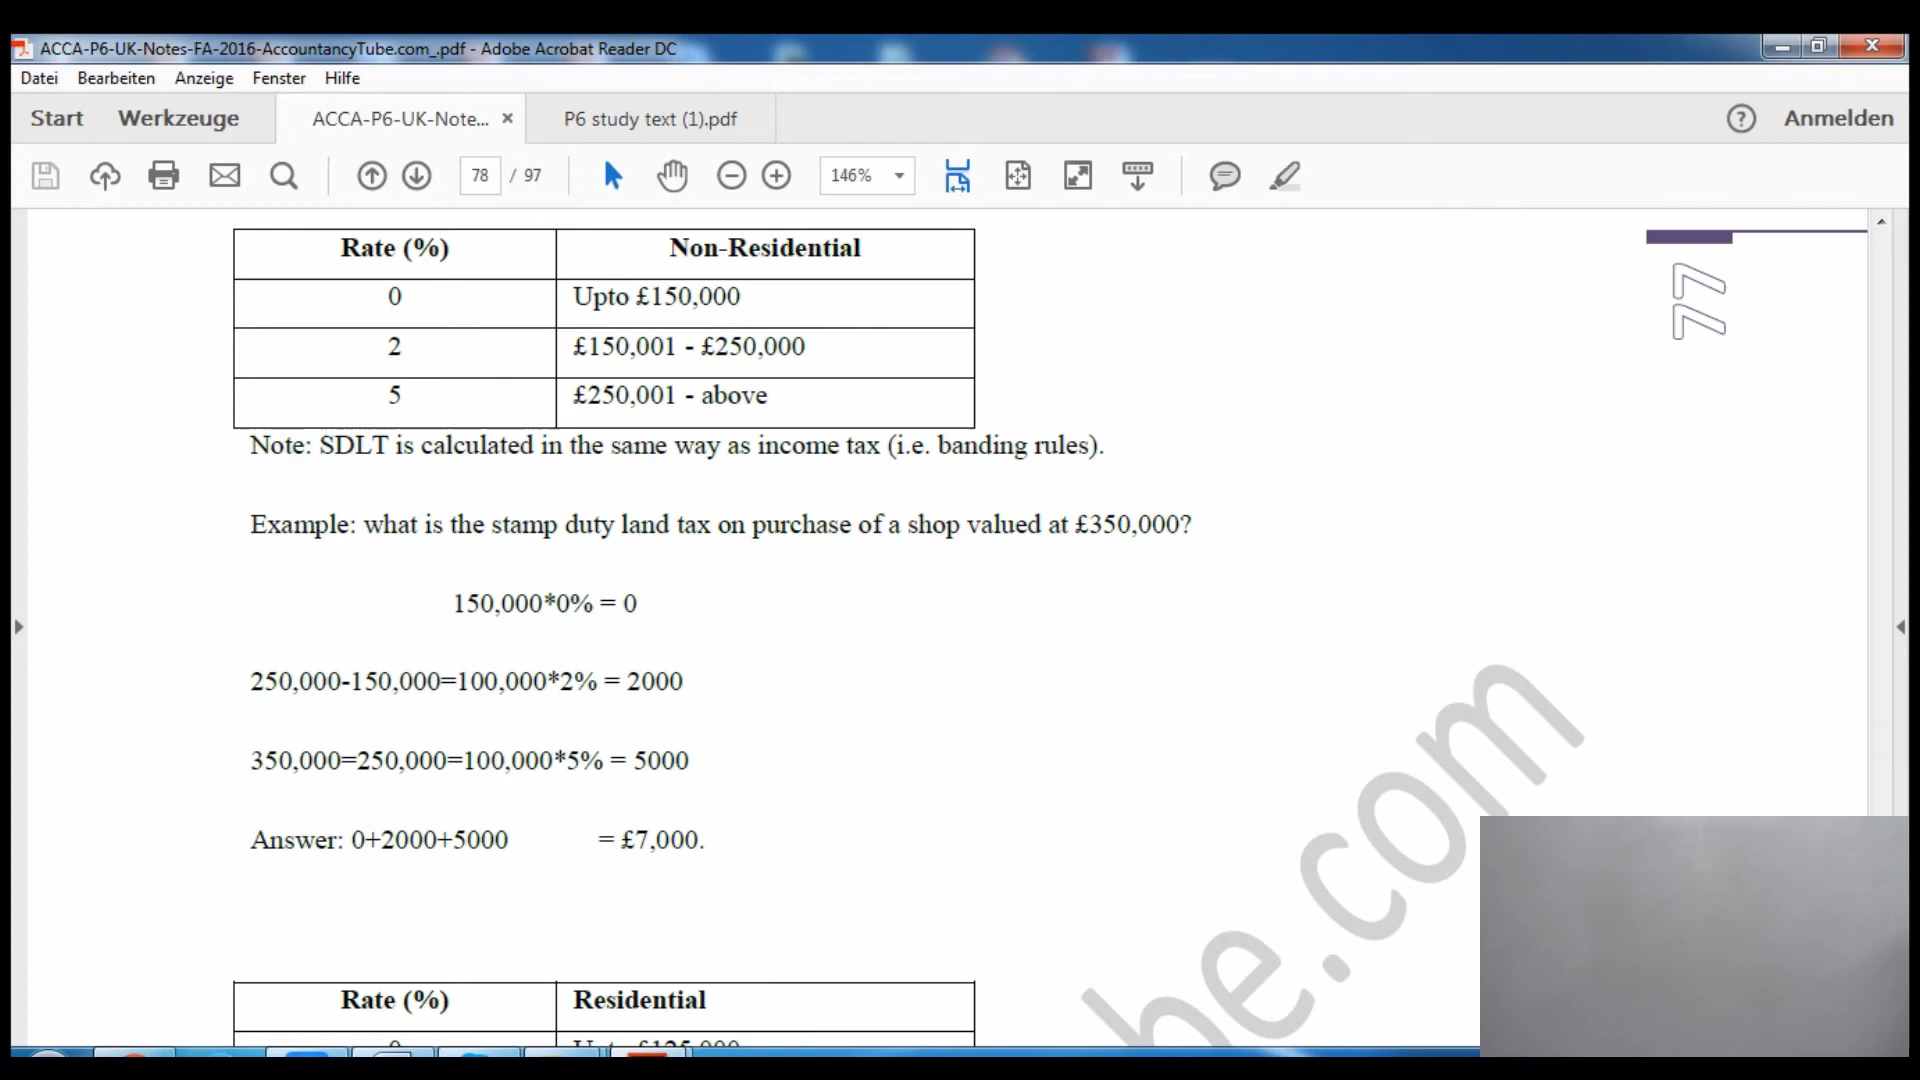 ACCA-P6-UK-Notes-FA-2016-AccountancyTube.com_.pdf - Adobe Acrobat Reader DC
Datei Bearbeiten Anzeige Fenster Hilfe
Start Werkzeuge ACCA-P6-UK-Note... × P6 study text (1).pdf ? Anmelden
78 / 97 146%
77
Rate (%) Non-Residential
0 Upto £150,000
2 £150,001 - £250,000
5 £250,001 - above
Note: SDLT is calculated in the same way as income tax (i.e. banding rules).
Example: what is the stamp duty land tax on purchase of a shop valued at £350,000?
150,000*0% = 0
250,000-150,000=100,000*2% = 2000
350,000=250,000=100,000*5% = 5000
Answer: 0+2000+5000 = £7,000.
be.com
Rate (%) Residential
0 Upto £125,000